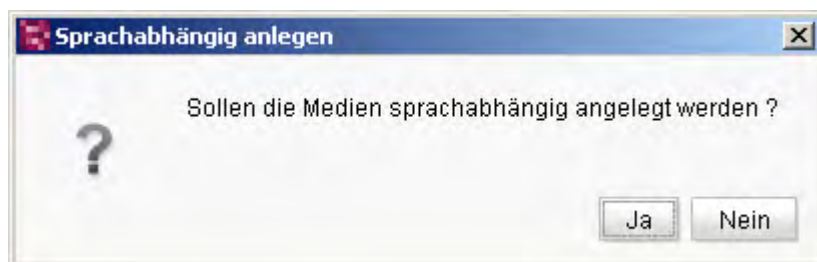 Sprachabhängig anlegen
Sollen die Medien sprachabhängig angelegt werden ?
Ja Nein